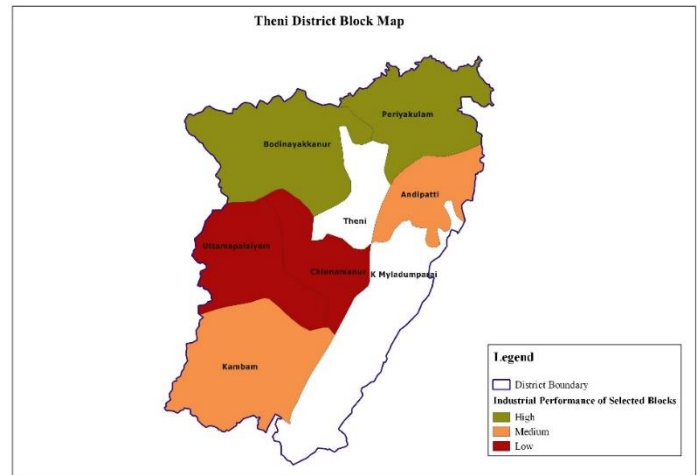 Theni District Block Map
Periyakulam
Bodinayakkanur
Andipatti
Theni
Uttamapalaiyam
Chinnamanur
K Myladumparai
Kambam
Legend
District Boundary
Industrial Performance of Selected Blocks
High
Medium
Low